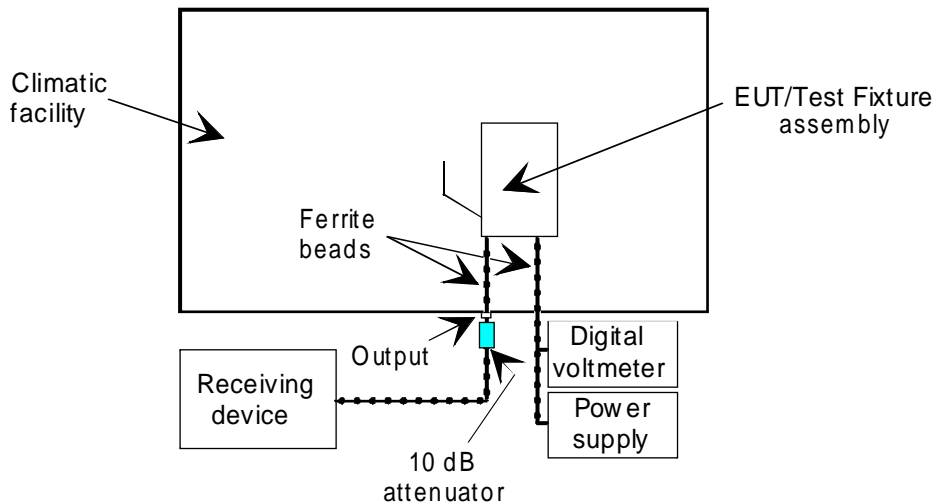 Climatic
facility
EUT/Test Fixture
assembly
Ferrite
beads
Output
Digital
voltmeter
Receiving
device
Power
supply
10 dB
attenuator